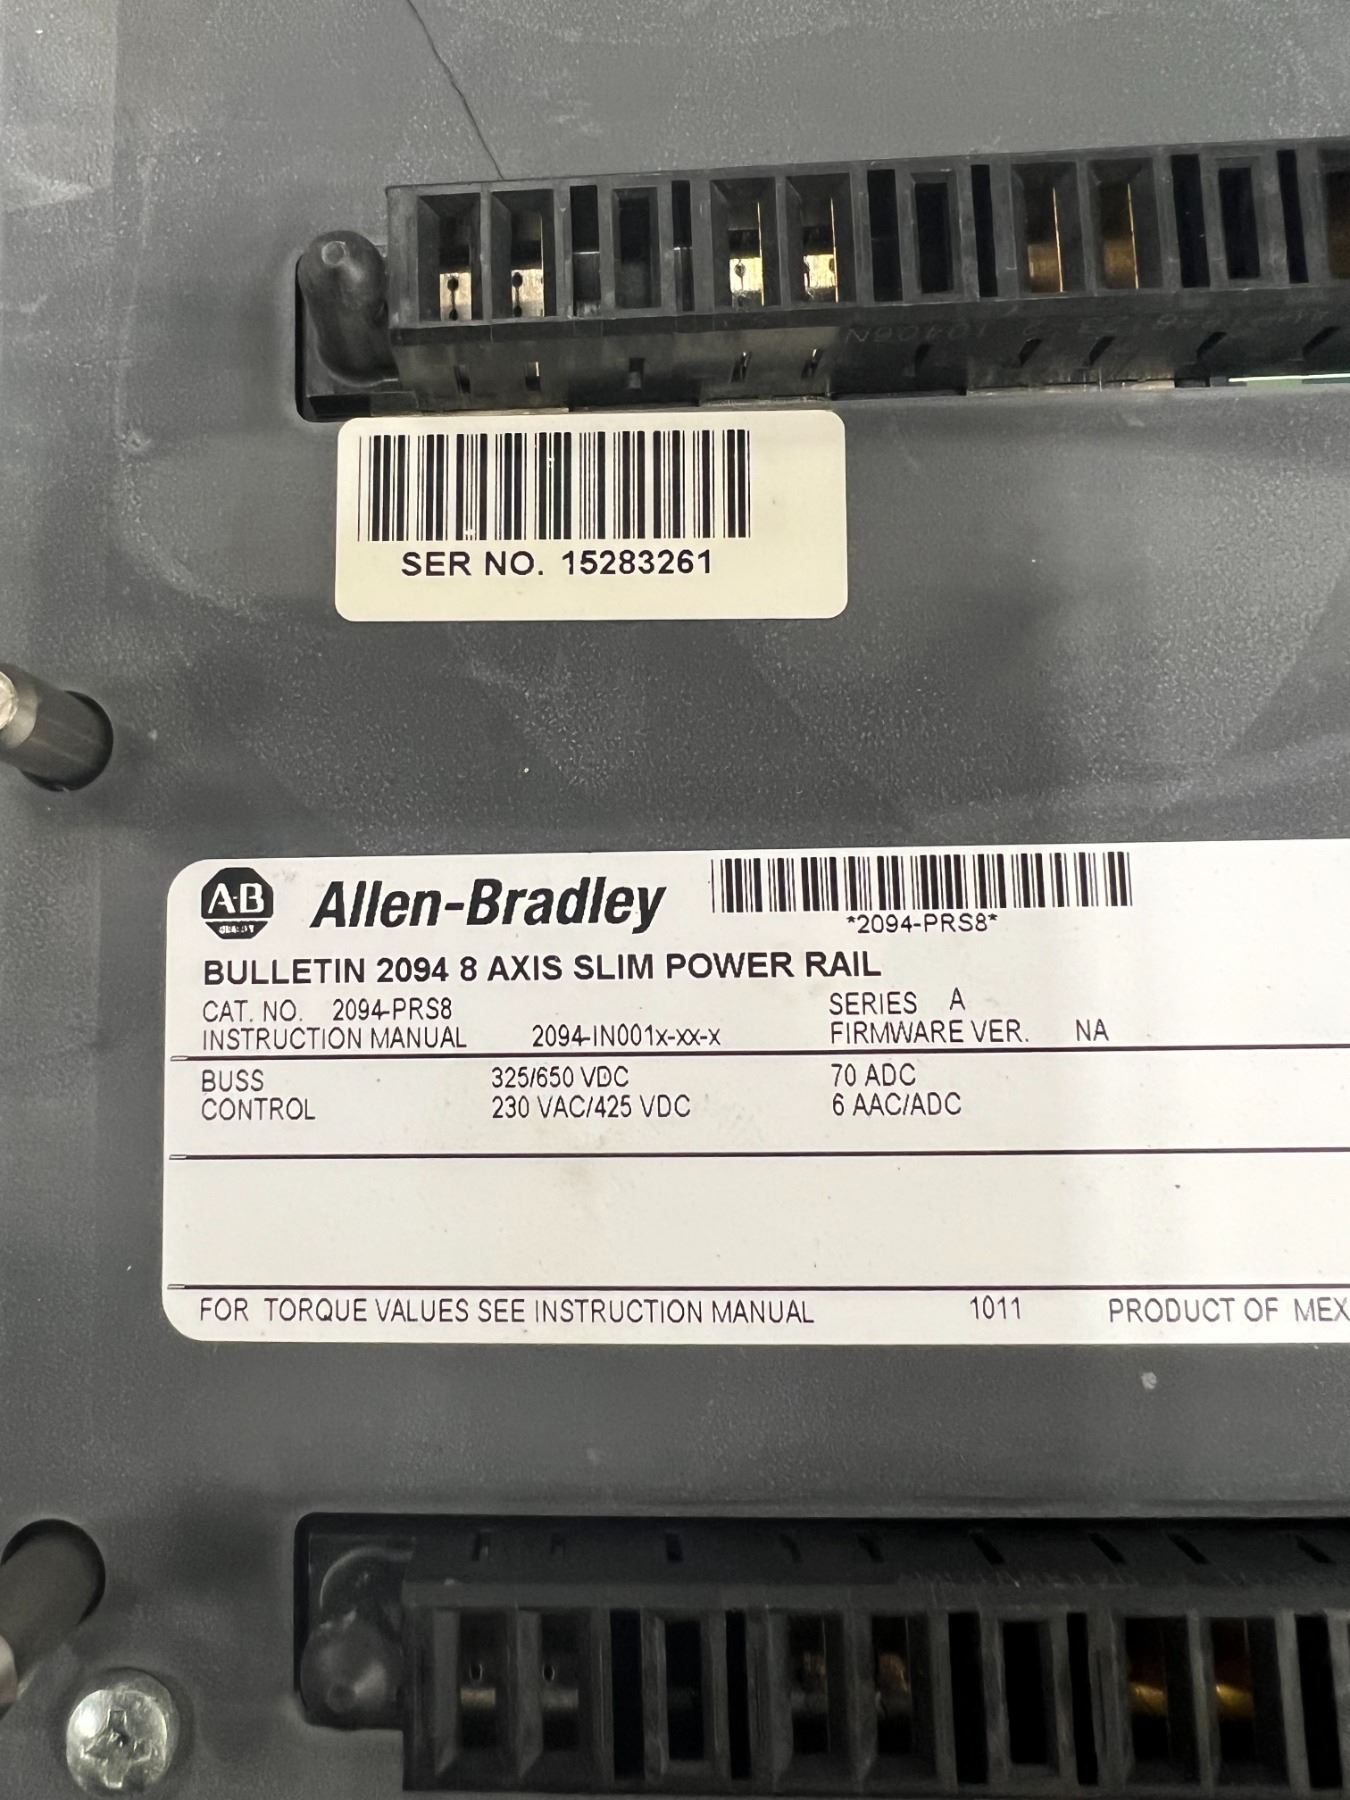 SER NO. 15283261
A-B Allen-Bradley
*2094-PRS8*
BULLETIN 2094 8 AXIS SLIM POWER RAIL
CAT. NO. 2094-PRS8 SERIES A
INSTRUCTION MANUAL 2094-IN001x-xx-x FIRMWARE VER. NA
BUSS 325/650 VDC 70 ADC
CONTROL 230 VAC/425 VDC 6 AAC/ADC
FOR TORQUE VALUES SEE INSTRUCTION MANUAL 1011 PRODUCT OF MEX